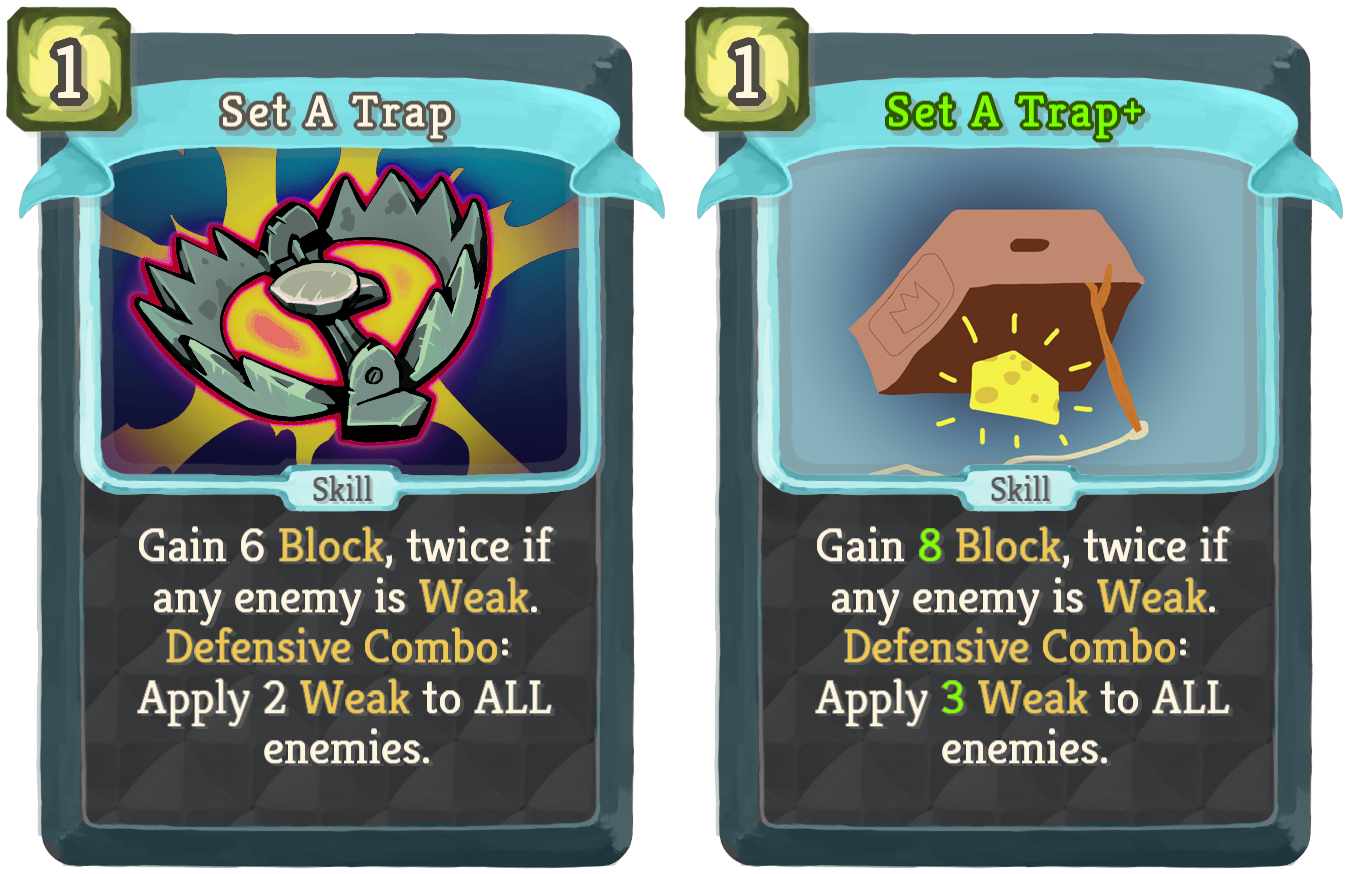 1
Set A Trap
Skill
Gain 6 Block, twice if
any enemy is Weak.
Defensive Combo:
Apply 2 Weak to ALL
enemies.
1
Set A Trap+
Skill
Gain 8 Block, twice if
any enemy is Weak.
Defensive Combo:
Apply 3 Weak to ALL
enemies.